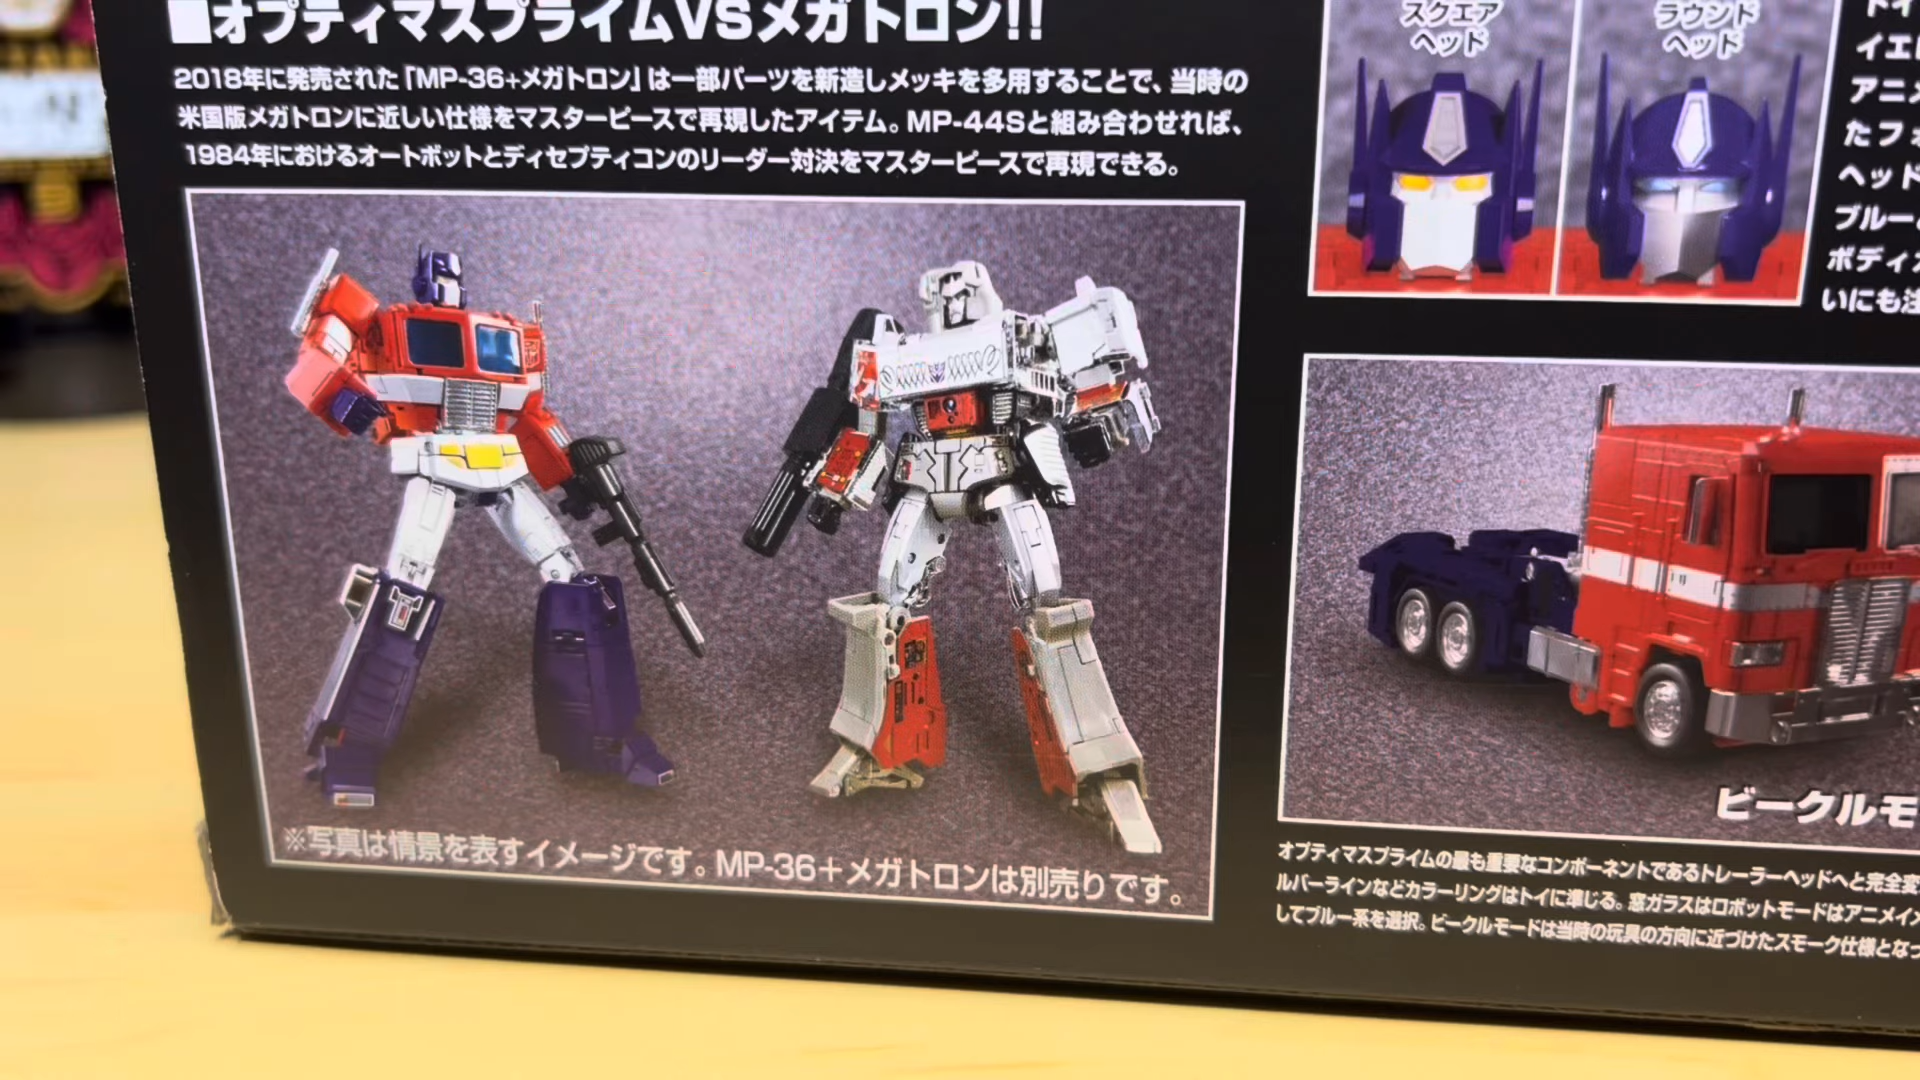 ■オプティマスプライムVSメガトロン!!
2018年に発売された「MP-36+メガトロン」は一部パーツを新造しメッキを多用することで、当時の
米国版メガトロンに近しい仕様をマスターピースで再現したアイテム。MP-44Sと組み合わせれば、
1984年におけるオートボットとディセプティコンのリーダー対決をマスターピースで再現できる。
※写真は情景を表すイメージです。MP-36+メガトロンは別売りです。
スクエア
ヘッド
ラウンド
ヘッド
トイ
イエロ
アニメ
たフォ
ヘッド
ブルー
ボディ
いにも注
ビークルモ
オプティマスプライムの最も重要なコンポーネントであるトレーラーヘッドへと完全変
ルバーラインなどカラーリングはトイに準じる。窓ガラスはロボットモードはアニメイメ
してブルー系を選択。ビークルモードは当時の玩具の方向に近づけたスモーク仕様となっ